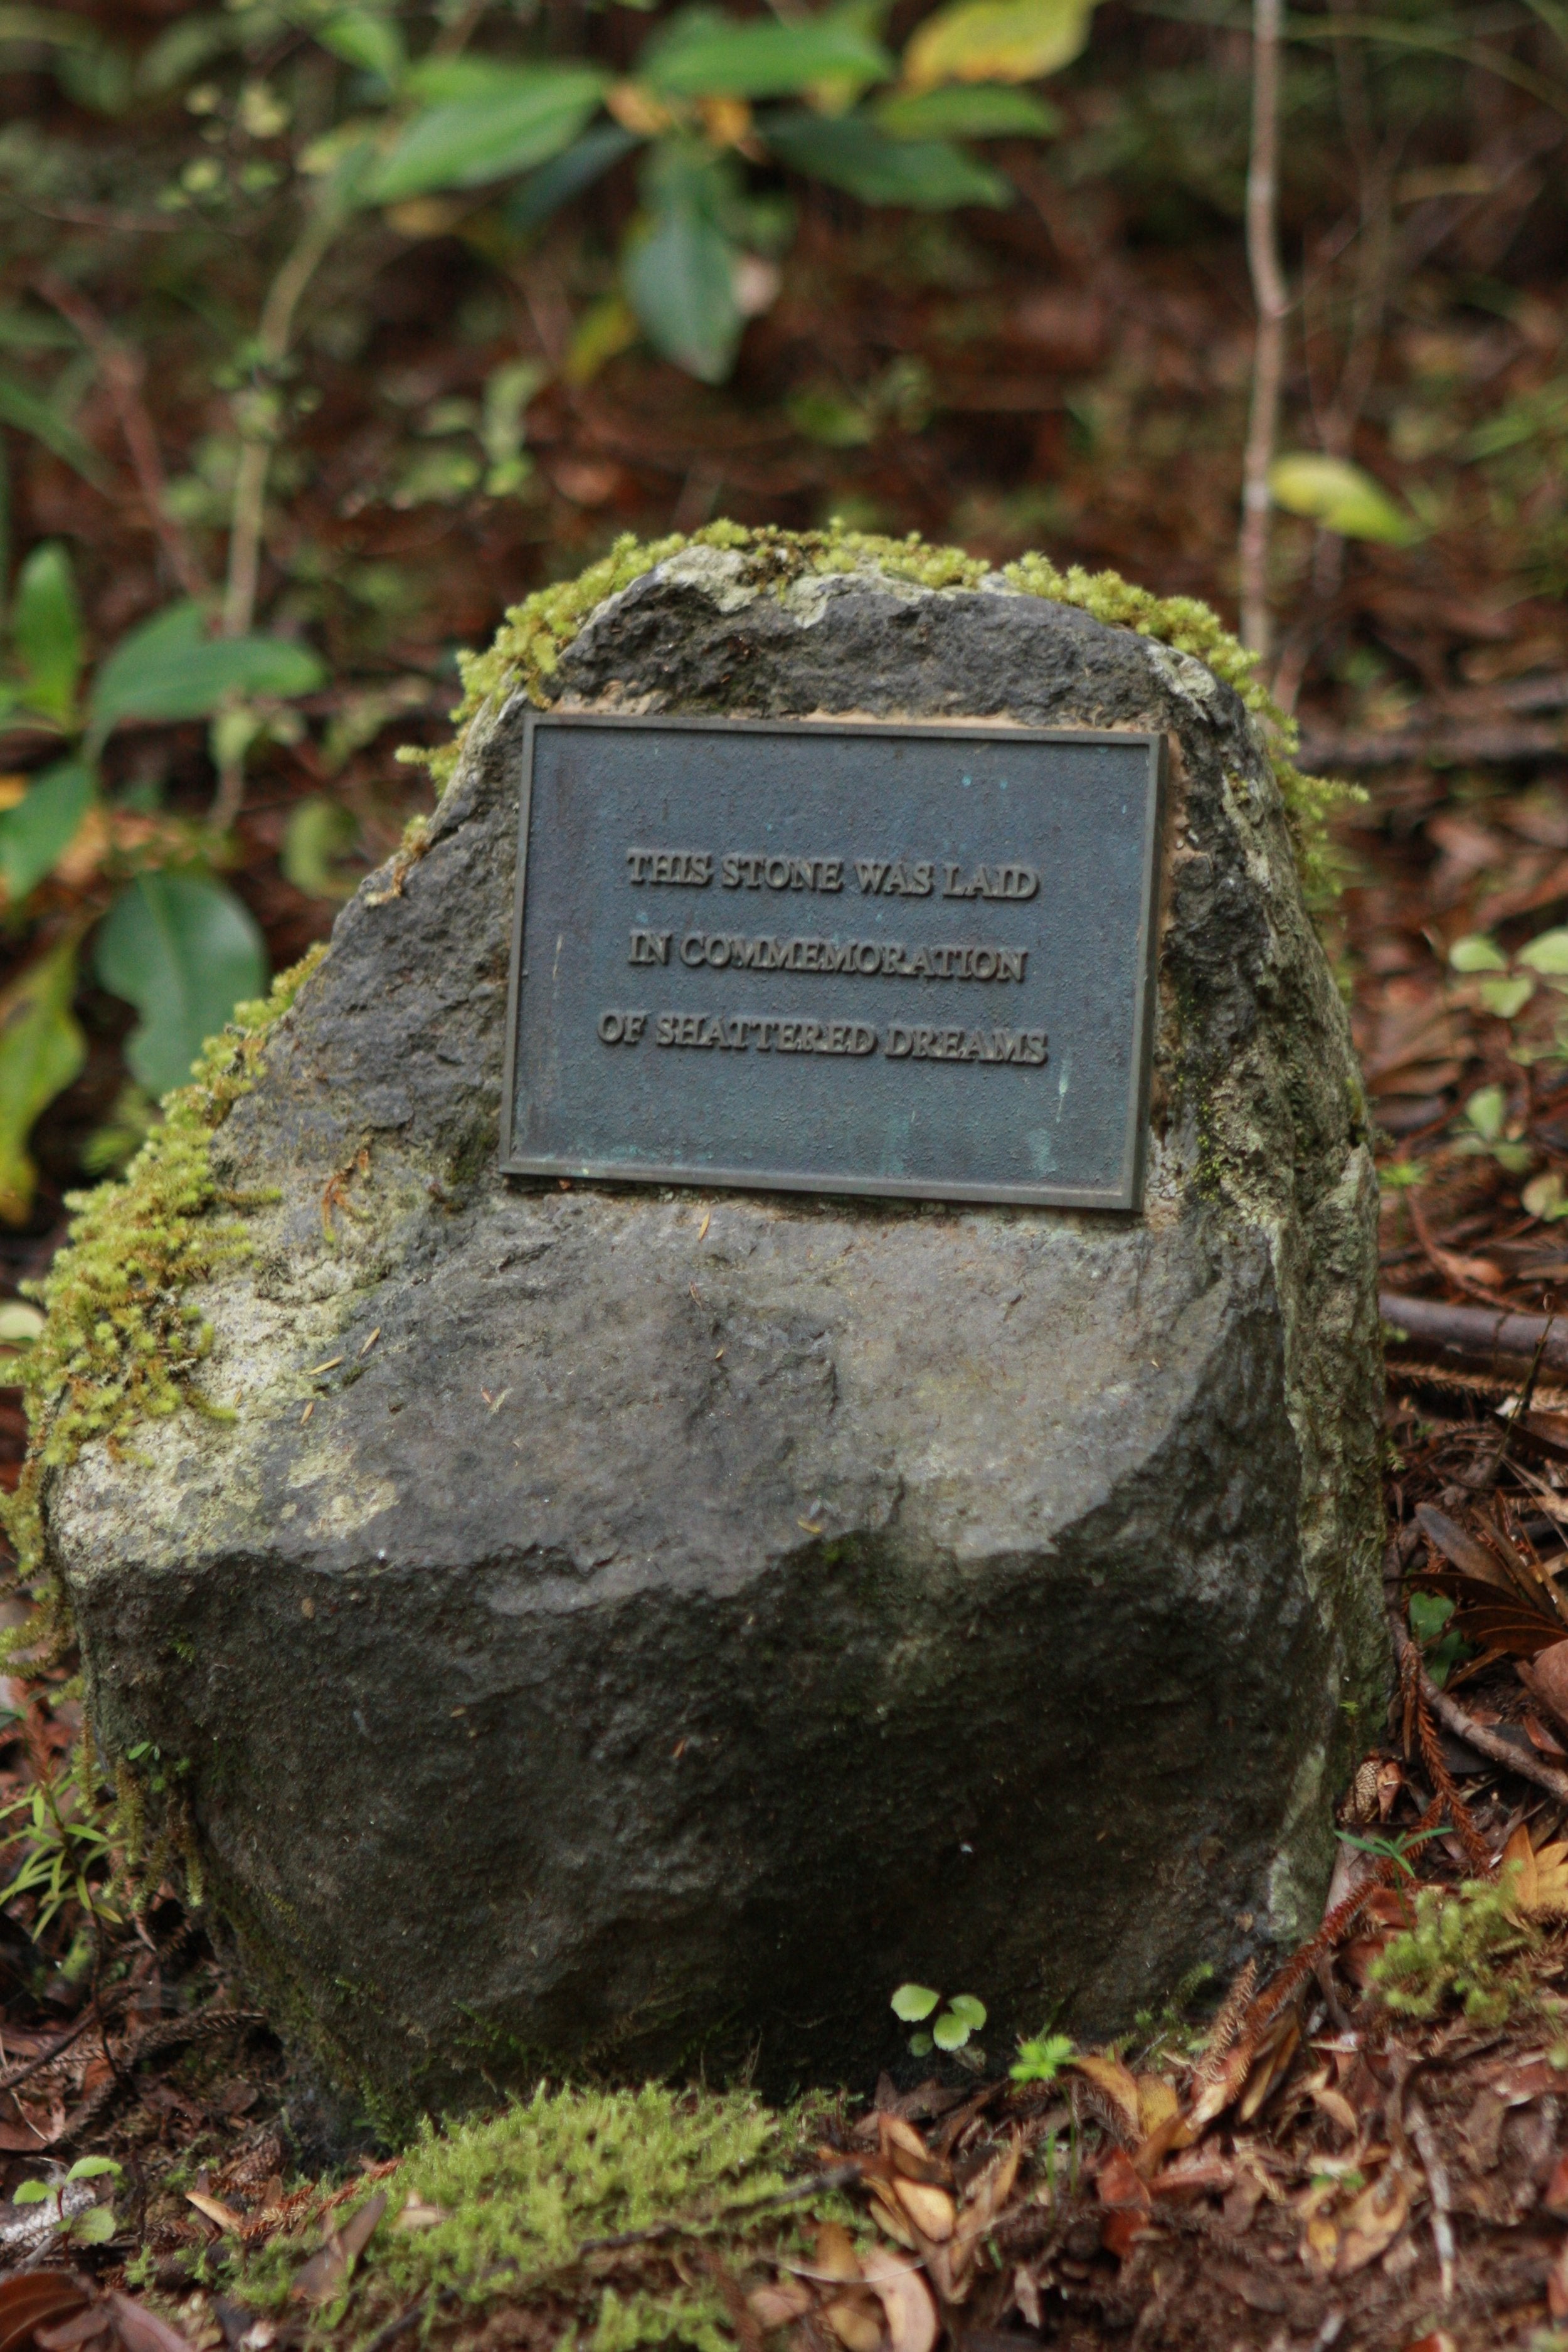 THIS STONE WAS LAID
IN COMMEMORATION
OF SHATTERED DREAMS